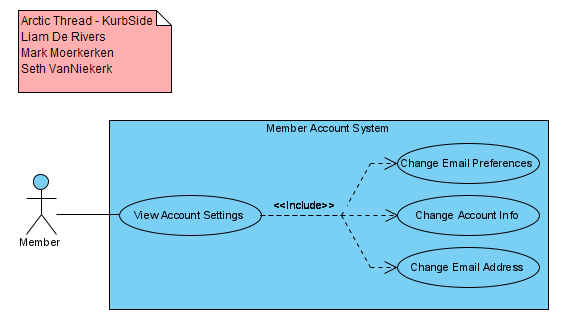 Arctic Thread - KurbSide
Liam De Rivers
Mark Moerkerken
Seth VanNiekerk
Member Account System
Change Email Preferences
<<Include>>
View Account Settings
Change Account Info
Member
Change Email Address